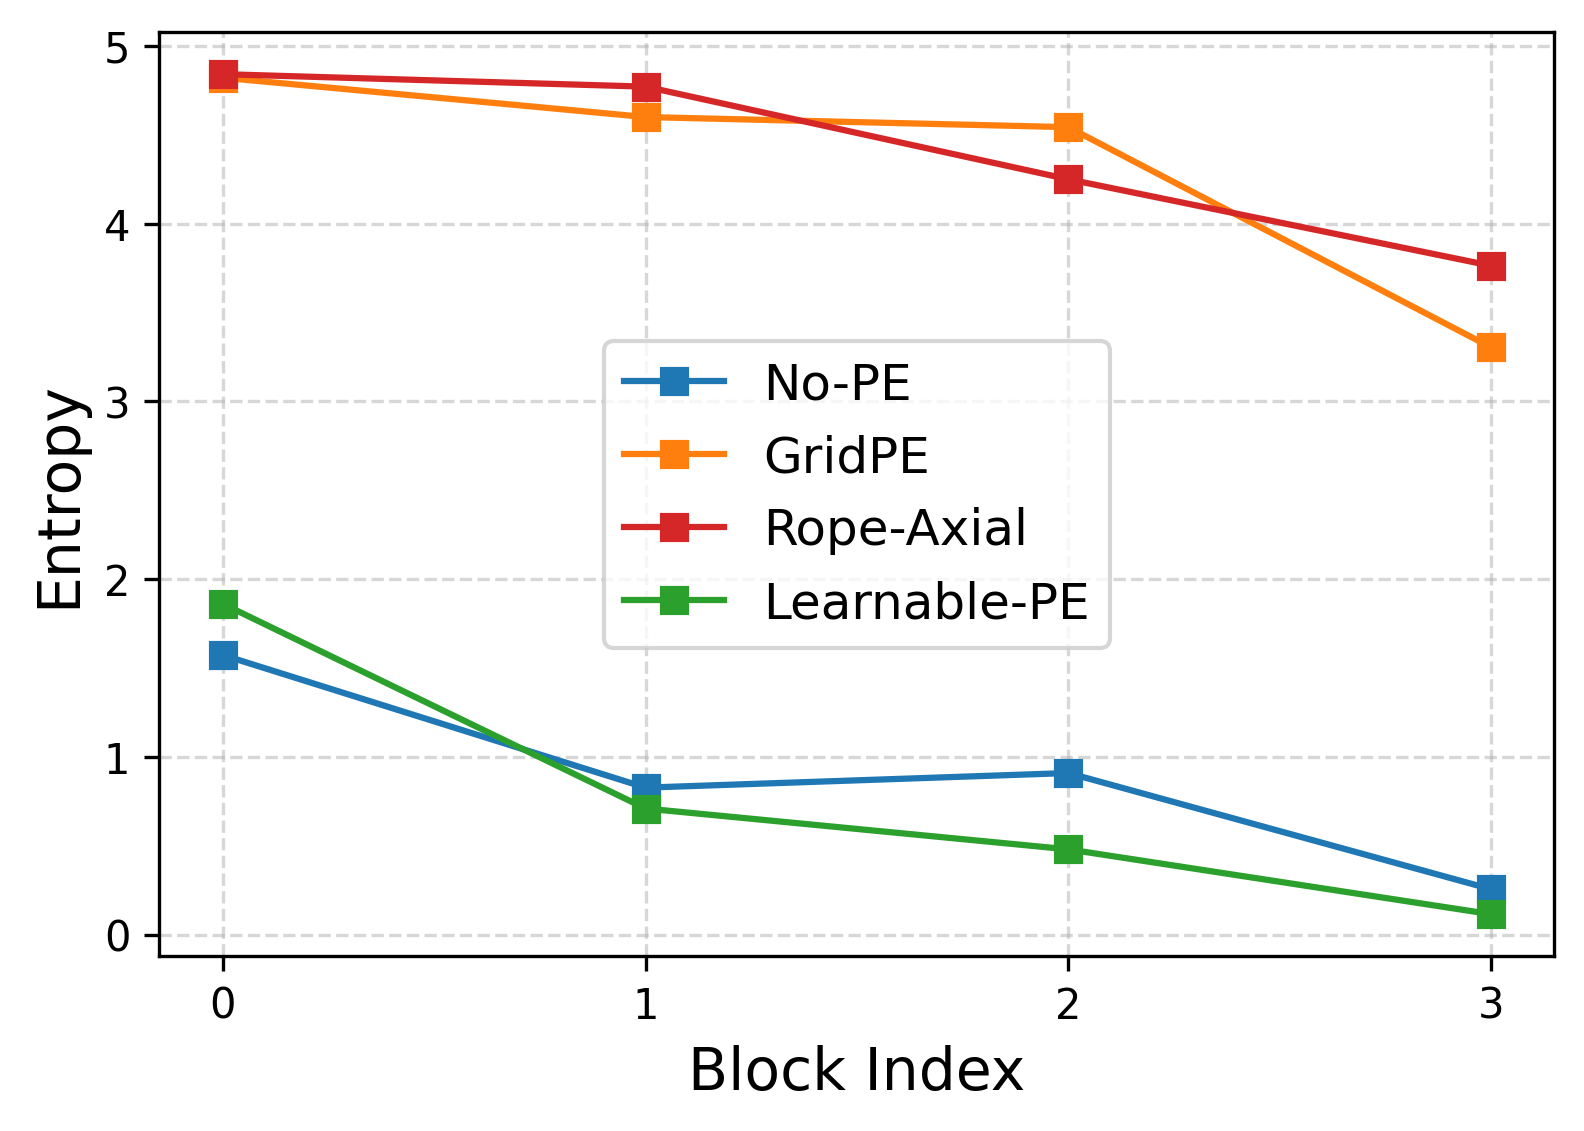 5
4
3
2
1
0
Entropy
No-PE
GridPE
Rope-Axial
Learnable-PE
0 1 2 3
Block Index